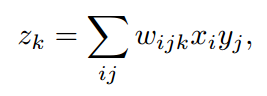 z_k = \sum_{ij} w_{ijk} x_i y_j,